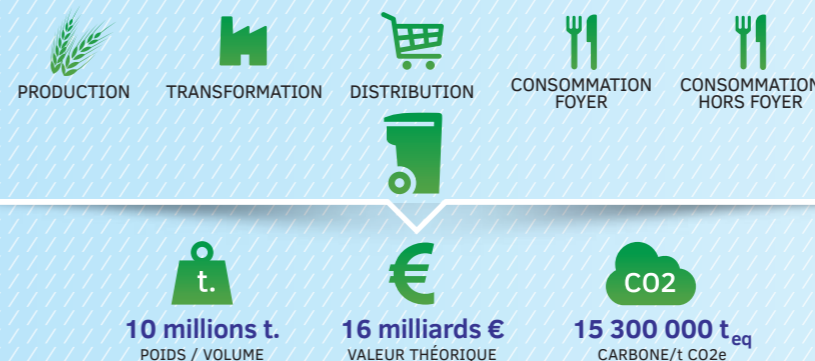 PRODUCTION
TRANSFORMATION
DISTRIBUTION
CONSOMMATION
FOYER
CONSOMMATION
HORS FOYER
t.
€
CO2
10 millions t.
POIDS / VOLUME
16 milliards €
VALEUR THÉORIQUE
15 300 000 teq
CARBONE/t CO2e